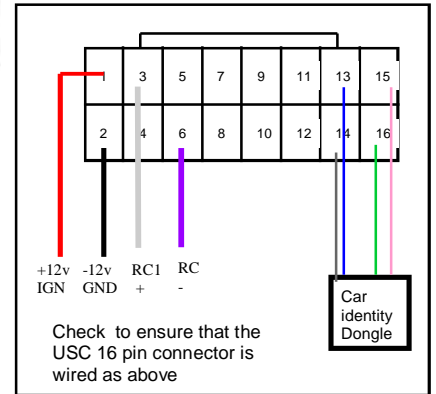 1 3 5 7 9 11 13 15
2 4 6 8 10 12 14 16
+12v -12v RC1 RC
IGN GND + -
Car
identity
Dongle
Check to ensure that the
USC 16 pin connector is
wired as above